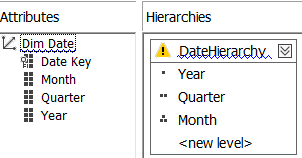 Attributes
Dim Date
Date Key
Month
Quarter
Year
Hierarchies
DateHierarchy
Year
Quarter
Month
<new level>